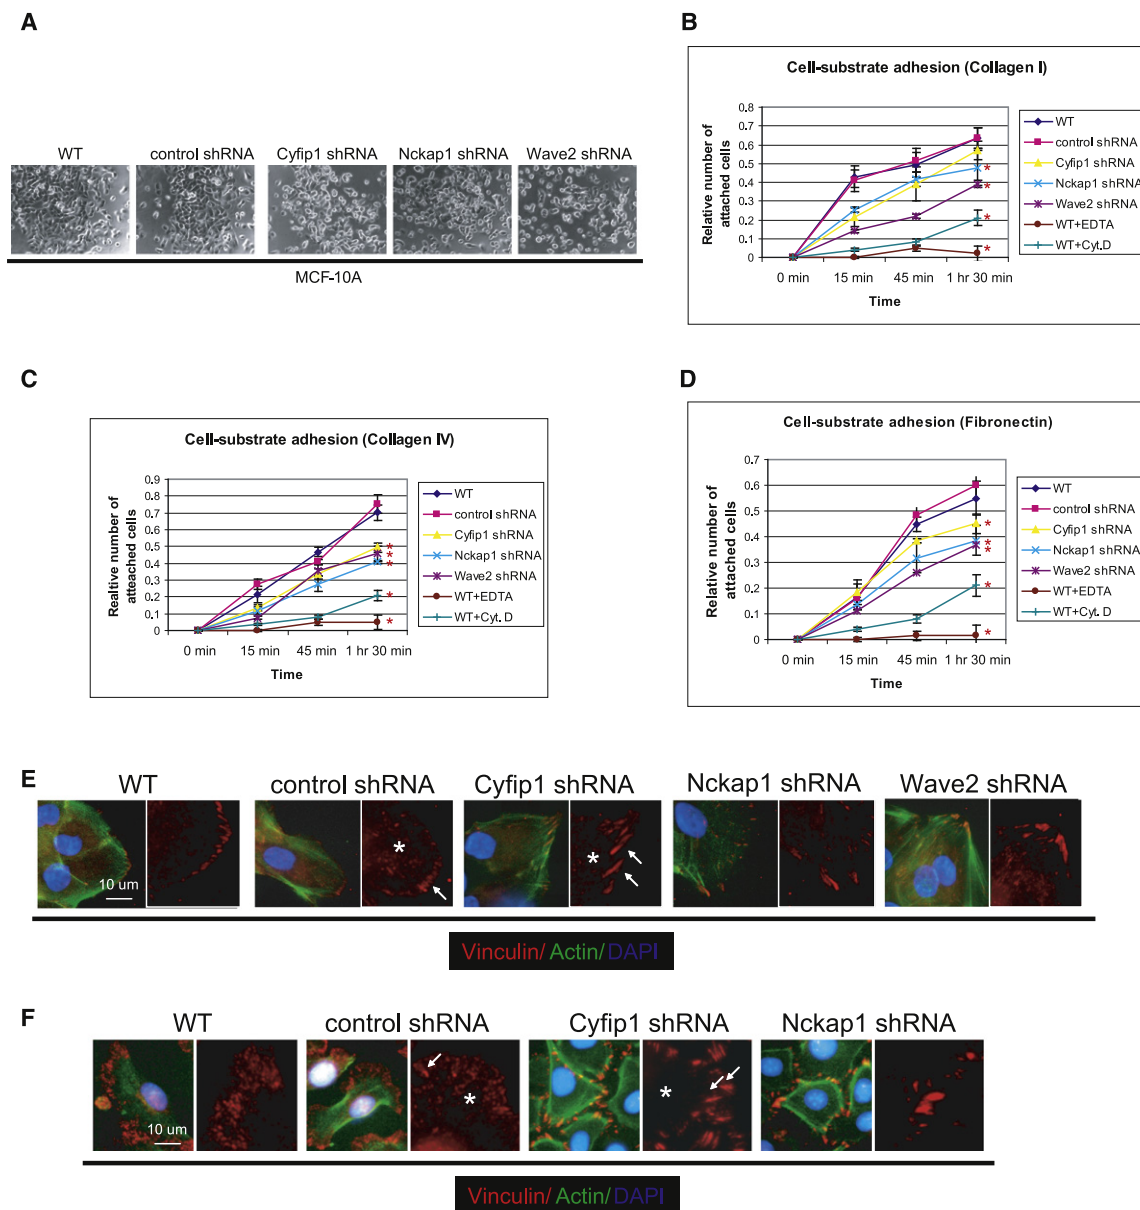 A
WT
control shRNA
Cyfip1 shRNA
Nckap1 shRNA
Wave2 shRNA
MCF-10A
B
Cell-substrate adhesion (Collagen I)
Relative number of
attached cells
0.8
0.7
0.6
0.5
0.4
0.3
0.2
0.1
0
0 min
15 min
45 min
1 hr 30 min
Time
WT
control shRNA
Cyfip1 shRNA
Nckap1 shRNA
Wave2 shRNA
WT+EDTA
WT+Cyt.D
*
*
*
*
C
Cell-substrate adhesion (Collagen IV)
Realtive number of
atteached cells
0.9
0.8
0.7
0.6
0.5
0.4
0.3
0.2
0.1
0
0 min
15 min
45 min
1 hr 30 min
Time
WT
control shRNA
Cyfip1 shRNA
Nckap1 shRNA
Wave2 shRNA
WT+EDTA
WT+Cyt. D
*
*
*
*
*
D
Cell-substrate adhesion (Fibronectin)
Relative number of
attached cells
0.7
0.6
0.5
0.4
0.3
0.2
0.1
0
0 min
15 min
45 min
1 hr 30 min
Time
WT
control shRNA
Cyfip1 shRNA
Nckap1 shRNA
Wave2 shRNA
WT+EDTA
WT+Cyt. D
*
*
*
*
*
E
WT
control shRNA
Cyfip1 shRNA
Nckap1 shRNA
Wave2 shRNA
10 um
*
*
Vinculin/ Actin/ DAPI
F
WT
control shRNA
Cyfip1 shRNA
Nckap1 shRNA
10 um
*
*
Vinculin/ Actin/ DAPI